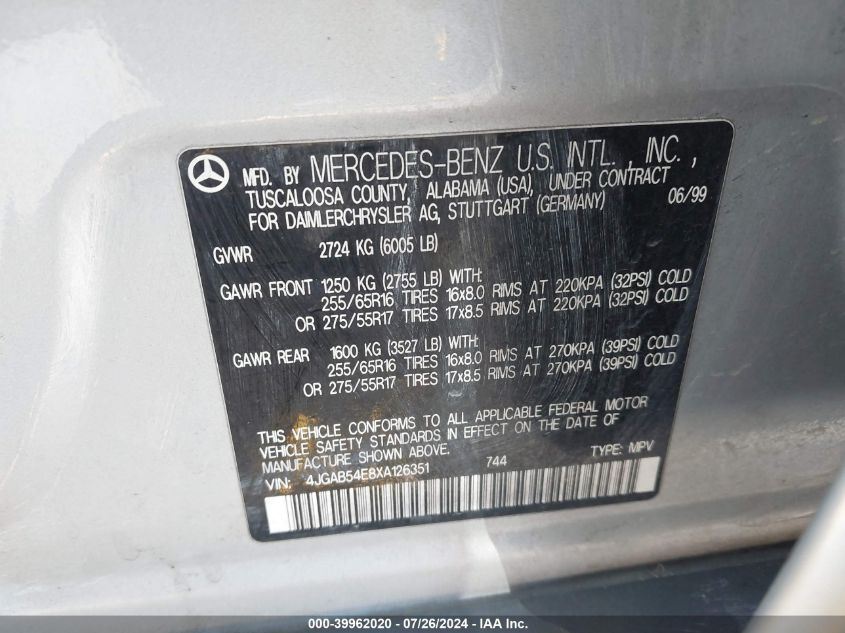 MFD. BY MERCEDES-BENZ U.S. INTL., INC.,
TUSCALOOSA COUNTY, ALABAMA (USA), UNDER CONTRACT
FOR DAIMLERCHRYSLER AG, STUTTGART (GERMANY) 06/99
GVWR 2724 KG (6005 LB)
GAWR FRONT 1250 KG (2755 LB) WITH:
255/65R16 TIRES 16x8.0 RIMS AT 220KPA (32PSI) COLD
OR 275/55R17 TIRES 17x8.5 RIMS AT 220KPA (32PSI) COLD
GAWR REAR 1600 KG (3527 LB) WITH:
255/65R16 TIRES 16x8.0 RIMS AT 270KPA (39PSI) COLD
OR 275/55R17 TIRES 17x8.5 RIMS AT 270KPA (39PSI) COLD
THIS VEHICLE CONFORMS TO ALL APPLICABLE FEDERAL MOTOR
VEHICLE SAFETY STANDARDS IN EFFECT ON THE DATE OF
MANUFACTURE SHOWN ABOVE. TYPE: MPV
VIN: 4JGAB54E8XA126351 744
000-39962020 - 07/26/2024 - IAAI.com